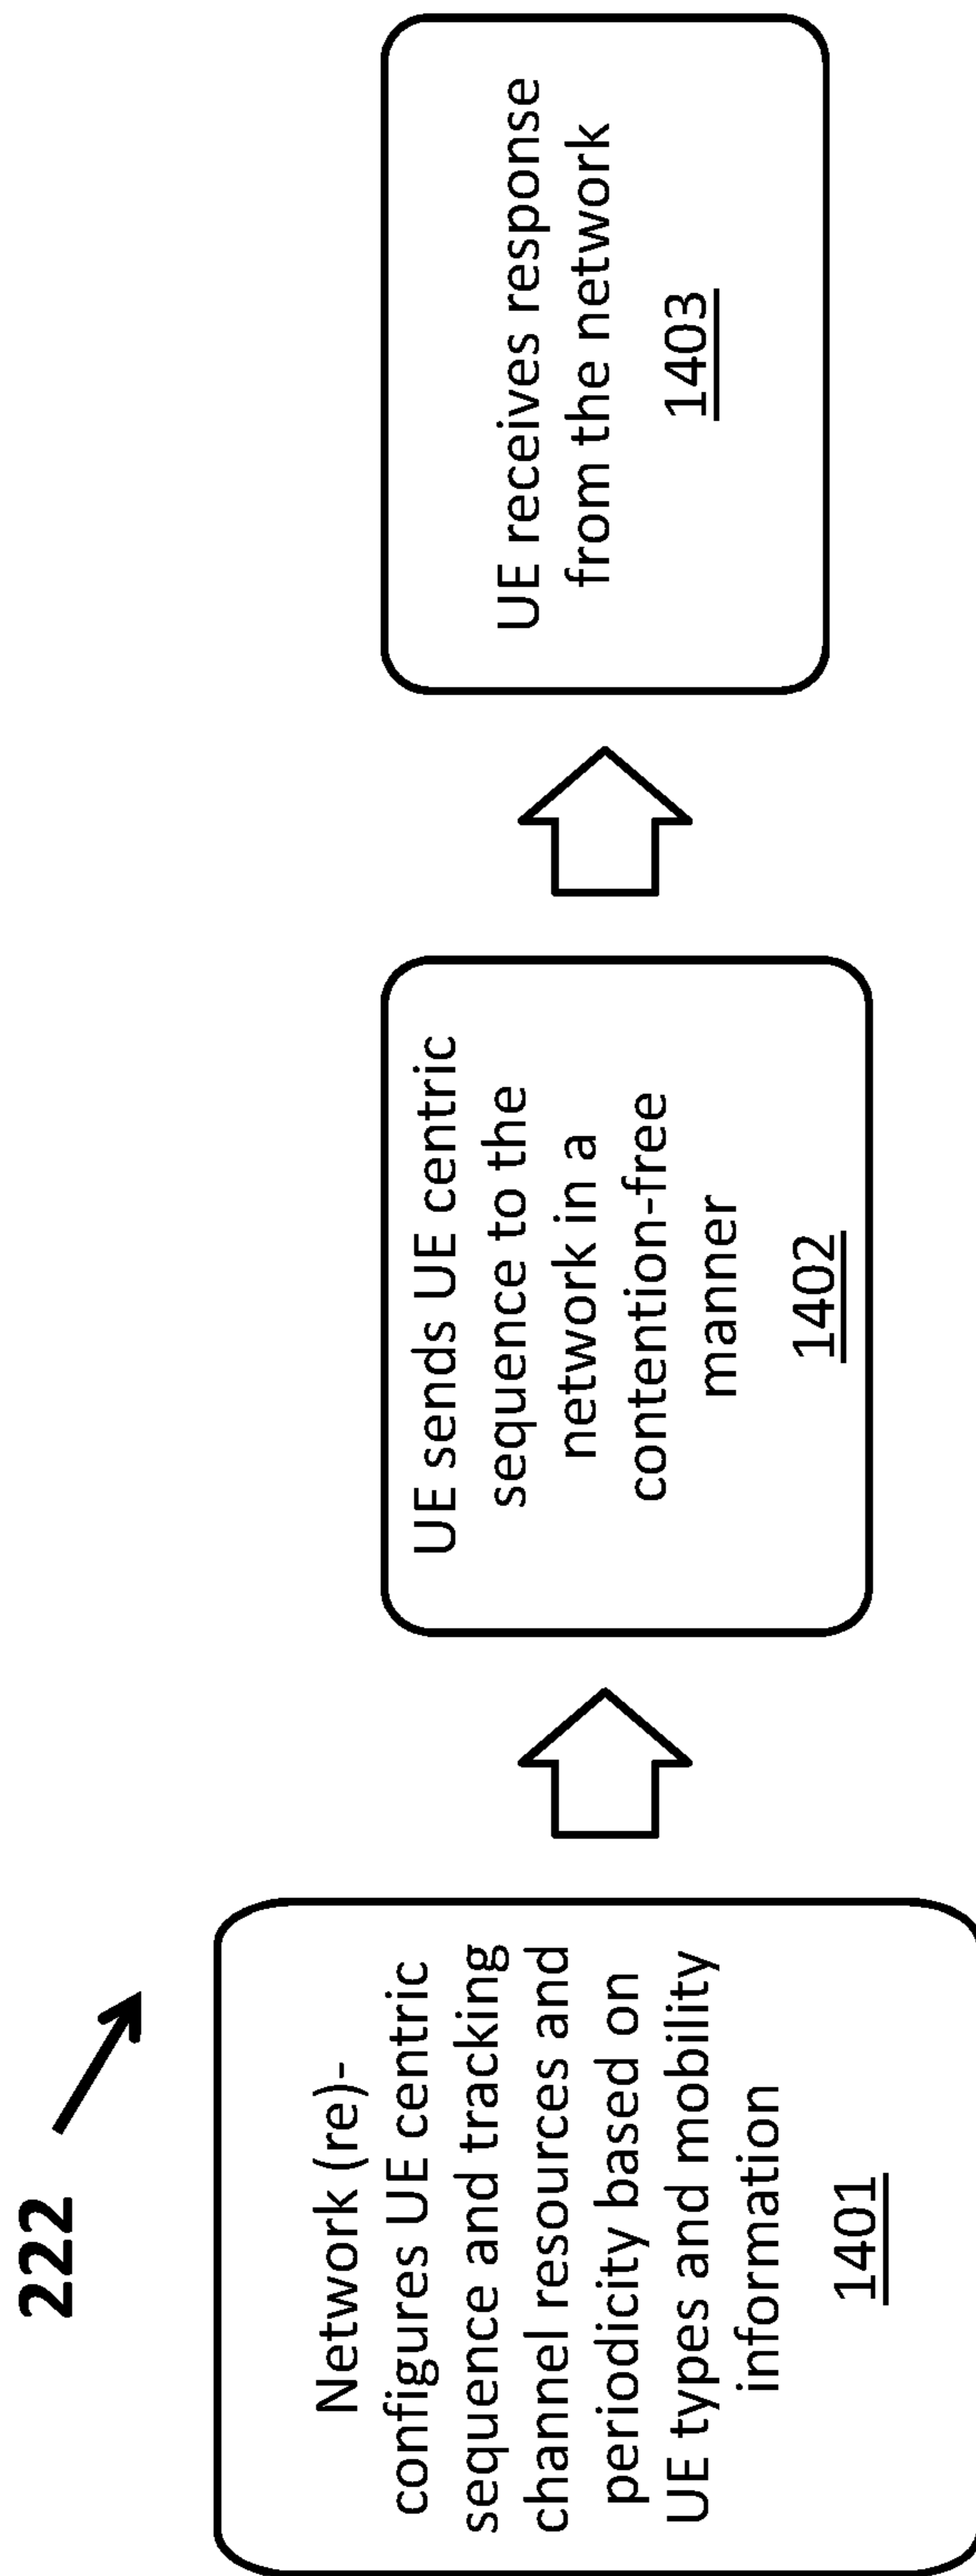 222
Network (re)-
configures UE centric
sequence and tracking
channel resources and
periodicity based on
UE types and mobility
information
1401
UE sends UE centric
sequence to the
network in a
contention-free
manner
1402
UE receives response
from the network
1403